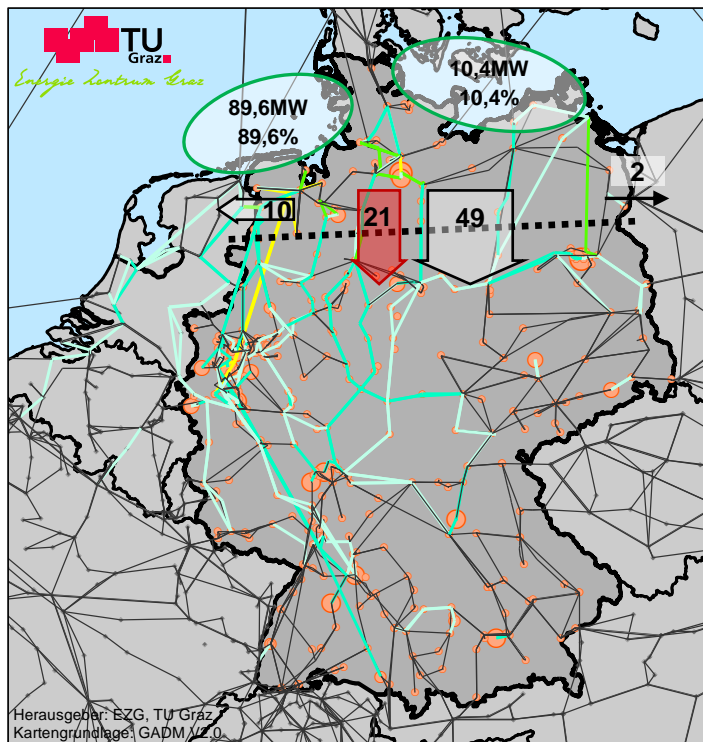 TU
Graz
Energie Zentrum Graz
10,4MW
10,4%
89,6MW
89,6%
2
10
21
49
Herausgeber: EZG, TU Graz
Kartengrundlage: GADM V2.0